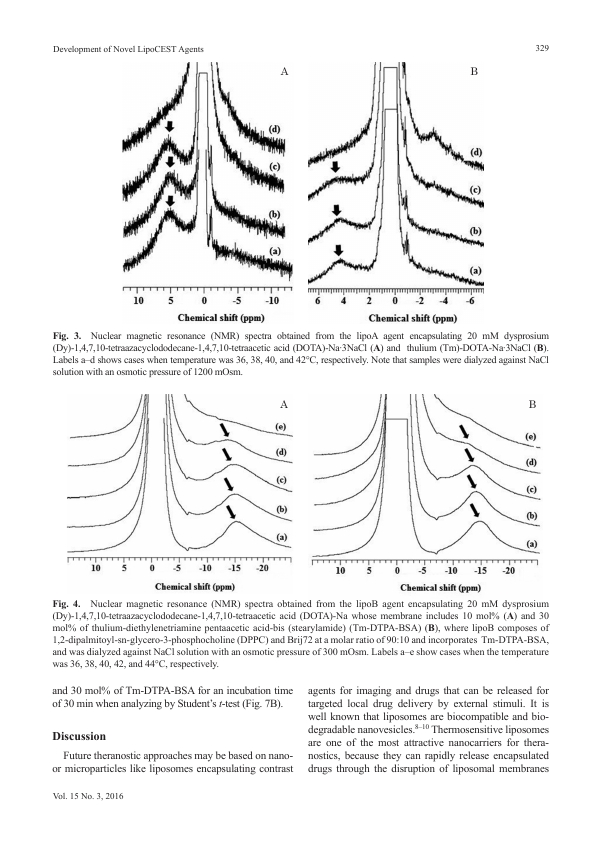 Development of Novel LipoCEST Agents
329
A
(d)
(c)
(b)
(a)
10 5 0 -5 -10
Chemical shift (ppm)
B
(d)
(c)
(b)
(a)
6 4 2 0 -2 -4 -6
Chemical shift (ppm)
Fig. 3. Nuclear magnetic resonance (NMR) spectra obtained from the lipoA agent encapsulating 20 mM dysprosium
(Dy)-1,4,7,10-tetraazacyclododecane-1,4,7,10-tetraacetic acid (DOTA)-Na·3NaCl (A) and thulium (Tm)-DOTA-Na·3NaCl (B).
Labels a–d shows cases when temperature was 36, 38, 40, and 42°C, respectively. Note that samples were dialyzed against NaCl
solution with an osmotic pressure of 1200 mOsm.
A
(e)
(d)
(c)
(b)
(a)
10 5 0 -5 -10 -15 -20
Chemical shift (ppm)
B
(e)
(d)
(c)
(b)
(a)
10 5 0 -5 -10 -15 -20
Chemical shift (ppm)
Fig. 4. Nuclear magnetic resonance (NMR) spectra obtained from the lipoB agent encapsulating 20 mM dysprosium
(Dy)-1,4,7,10-tetraazacyclododecane-1,4,7,10-tetraacetic acid (DOTA)-Na whose membrane includes 10 mol% (A) and 30
mol% of thulium-diethylenetriamine pentaacetic acid-bis (stearylamide) (Tm-DTPA-BSA) (B), where lipoB composes of
1,2-dipalmitoyl-sn-glycero-3-phosphocholine (DPPC) and Brij72 at a molar ratio of 90:10 and incorporates Tm-DTPA-BSA,
and was dialyzed against NaCl solution with an osmotic pressure of 300 mOsm. Labels a–e show cases when the temperature
was 36, 38, 40, 42, and 44°C, respectively.
and 30 mol% of Tm-DTPA-BSA for an incubation time
of 30 min when analyzing by Student's t-test (Fig. 7B).
Discussion
Future theranostic approaches may be based on nano-
or microparticles like liposomes encapsulating contrast
agents for imaging and drugs that can be released for
targeted local drug delivery by external stimuli. It is
well known that liposomes are biocompatible and bio-
degradable nanovesicles.8–10 Thermosensitive liposomes
are one of the most attractive nanocarriers for thera-
nostics, because they can rapidly release encapsulated
drugs through the disruption of liposomal membranes
Vol. 15 No. 3, 2016